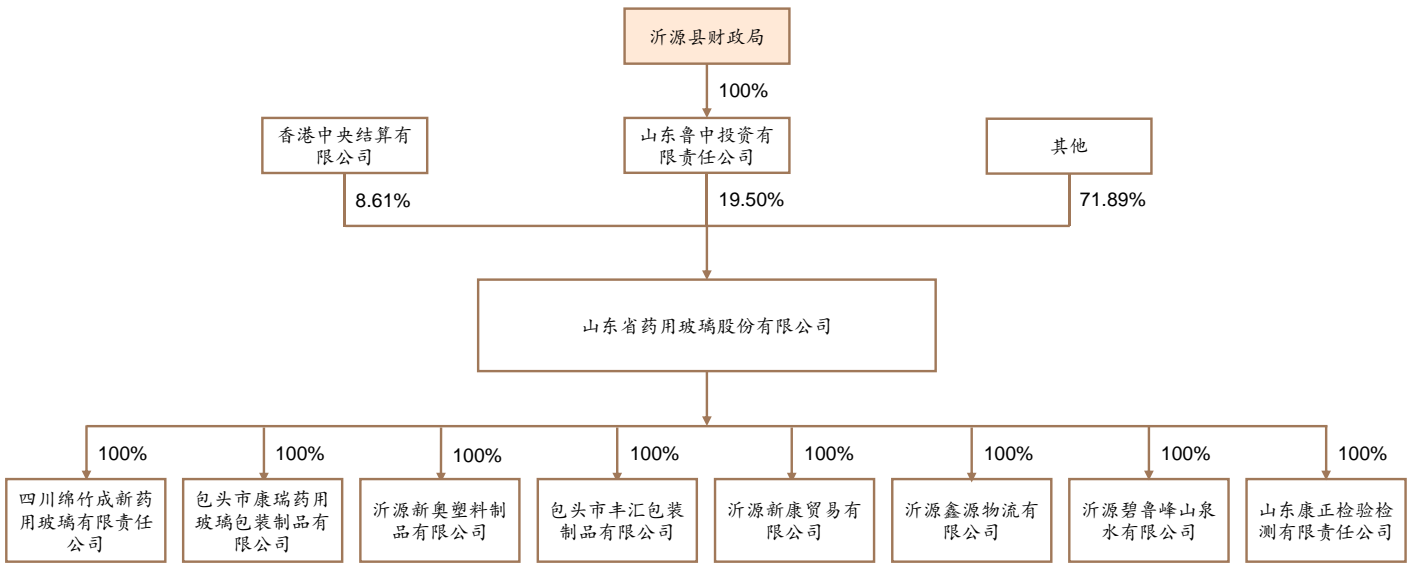 沂源县财政局
100%
香港中央结算有
限公司
山东鲁中投资有
限责任公司
其他
8.61%
19.50%
71.89%
山东省药用玻璃股份有限公司
100%
100%
100%
100%
100%
100%
100%
100%
四川绵竹成新药
用玻璃有限责任
公司
包头市康瑞药用
玻璃包装制品有
限公司
沂源新奥塑料制
品有限公司
包头市丰汇包装
制品有限公司
沂源新康贸易有
限公司
沂源鑫源物流有
限公司
沂源碧鲁峰山泉
水有限公司
山东康正检验检
测有限责任公司